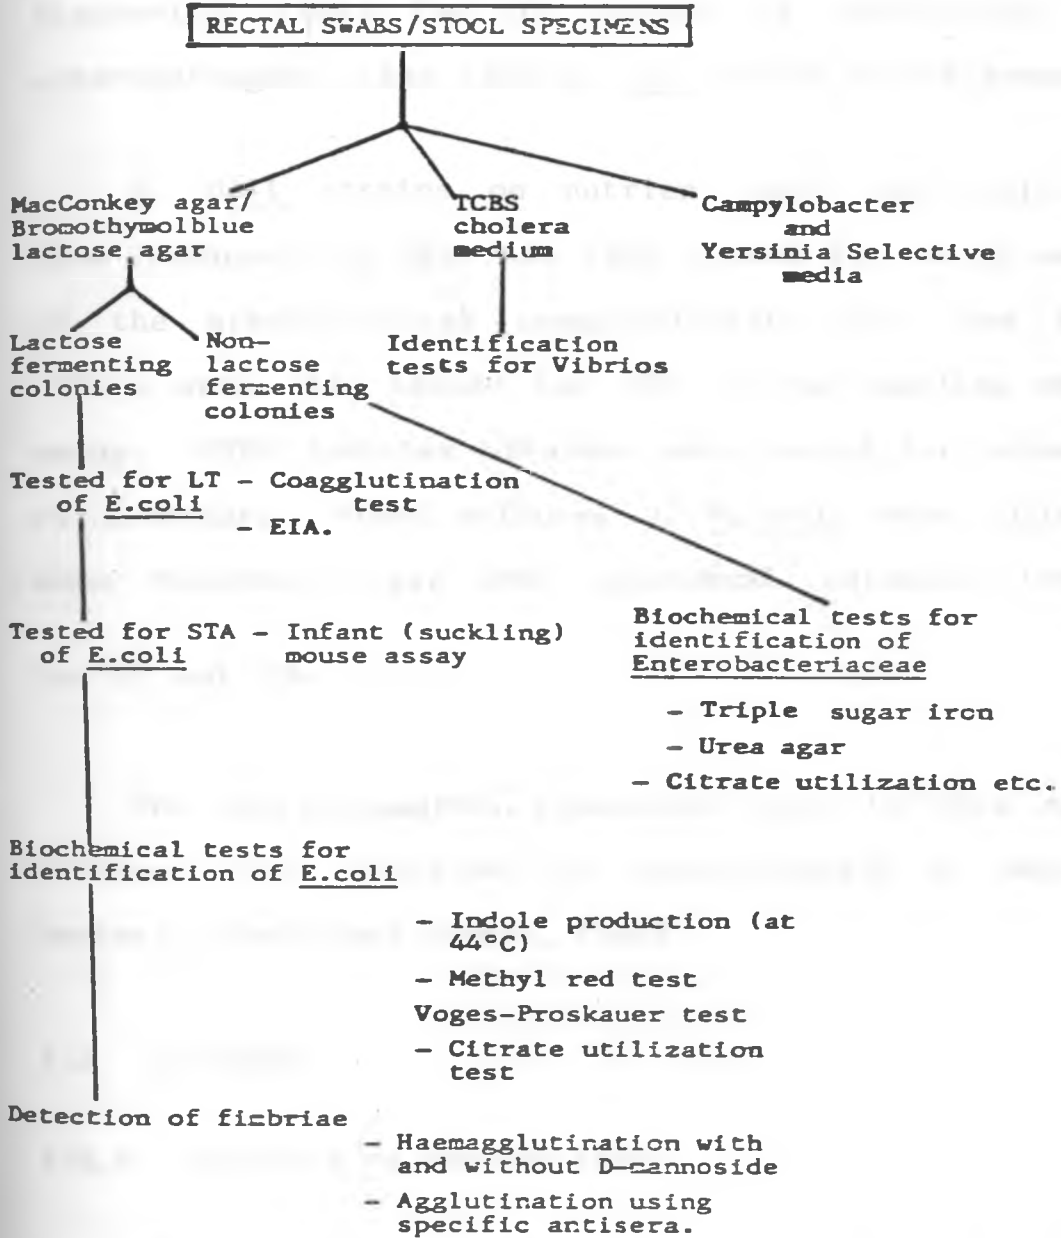 RECTAL SWABS/STOOL SPECIMENS
MacConkey agar/
Bromothymolblue
lactose agar
TCBS
cholera
medium
Campylobacter
and
Yersinia Selective
media
Lactose
fermenting
colonies
Non-
lactose
fermenting
colonies
Identification
tests for Vibrios
Tested for LT - Coagglutination
of E.coli test
- EIA.
Tested for STA - Infant (suckling)
of E.coli mouse assay
Biochemical tests for
identification of
Enterobacteriaceae
- Triple sugar iron
- Urea agar
- Citrate utilization etc.
Biochemical tests for
identification of E.coli
- Indole production (at
44°C)
- Methyl red test
Voges-Proskauer test
- Citrate utilization
test
Detection of fimbriae
- Haemagglutination with
and without D-mannoside
- Agglutination using
specific antisera.